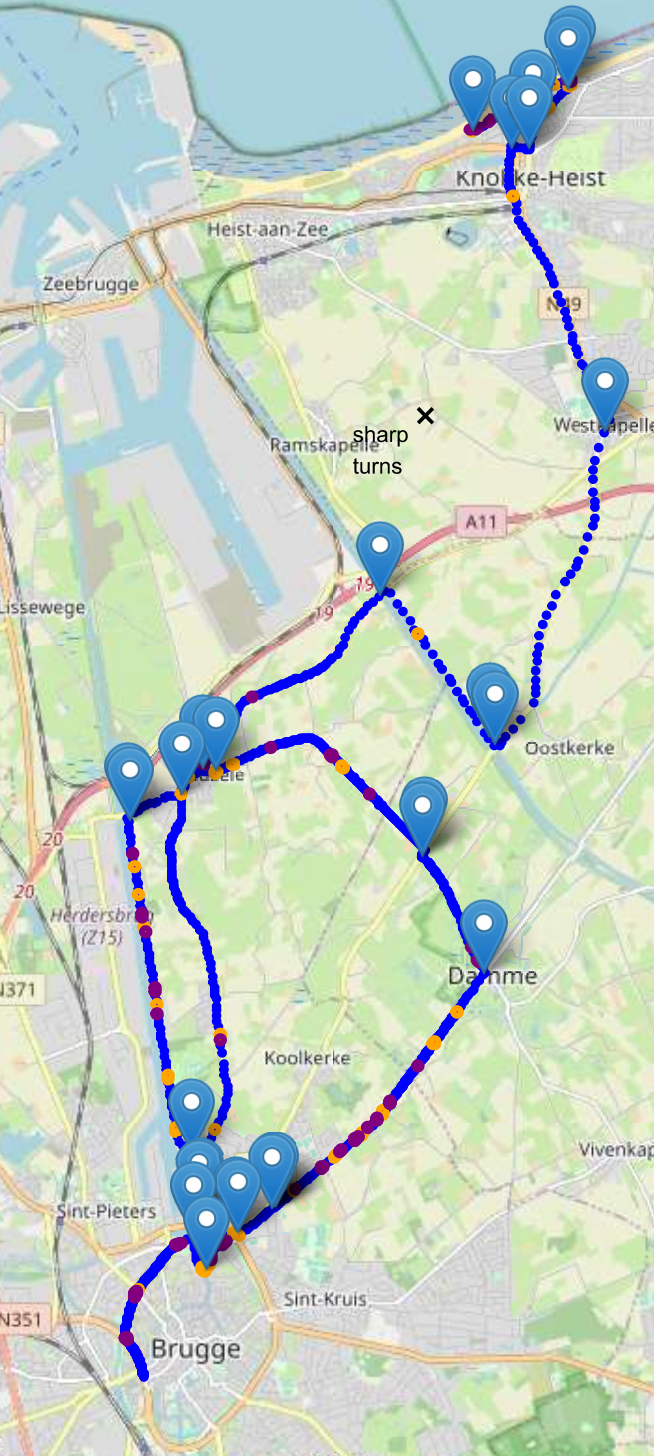 Knokke-Heist
Heist-aan-Zee
Zeebrugge
N49
Westkapelle
sharp
turns
Ramskapelle
A11
19
19
Lissewege
Oostkerke
20
20
Herdersbrug
(Z15)
Damme
N371
Koolkerke
Vivenkap
Sint-Pieters
Sint-Kruis
N351
Brugge